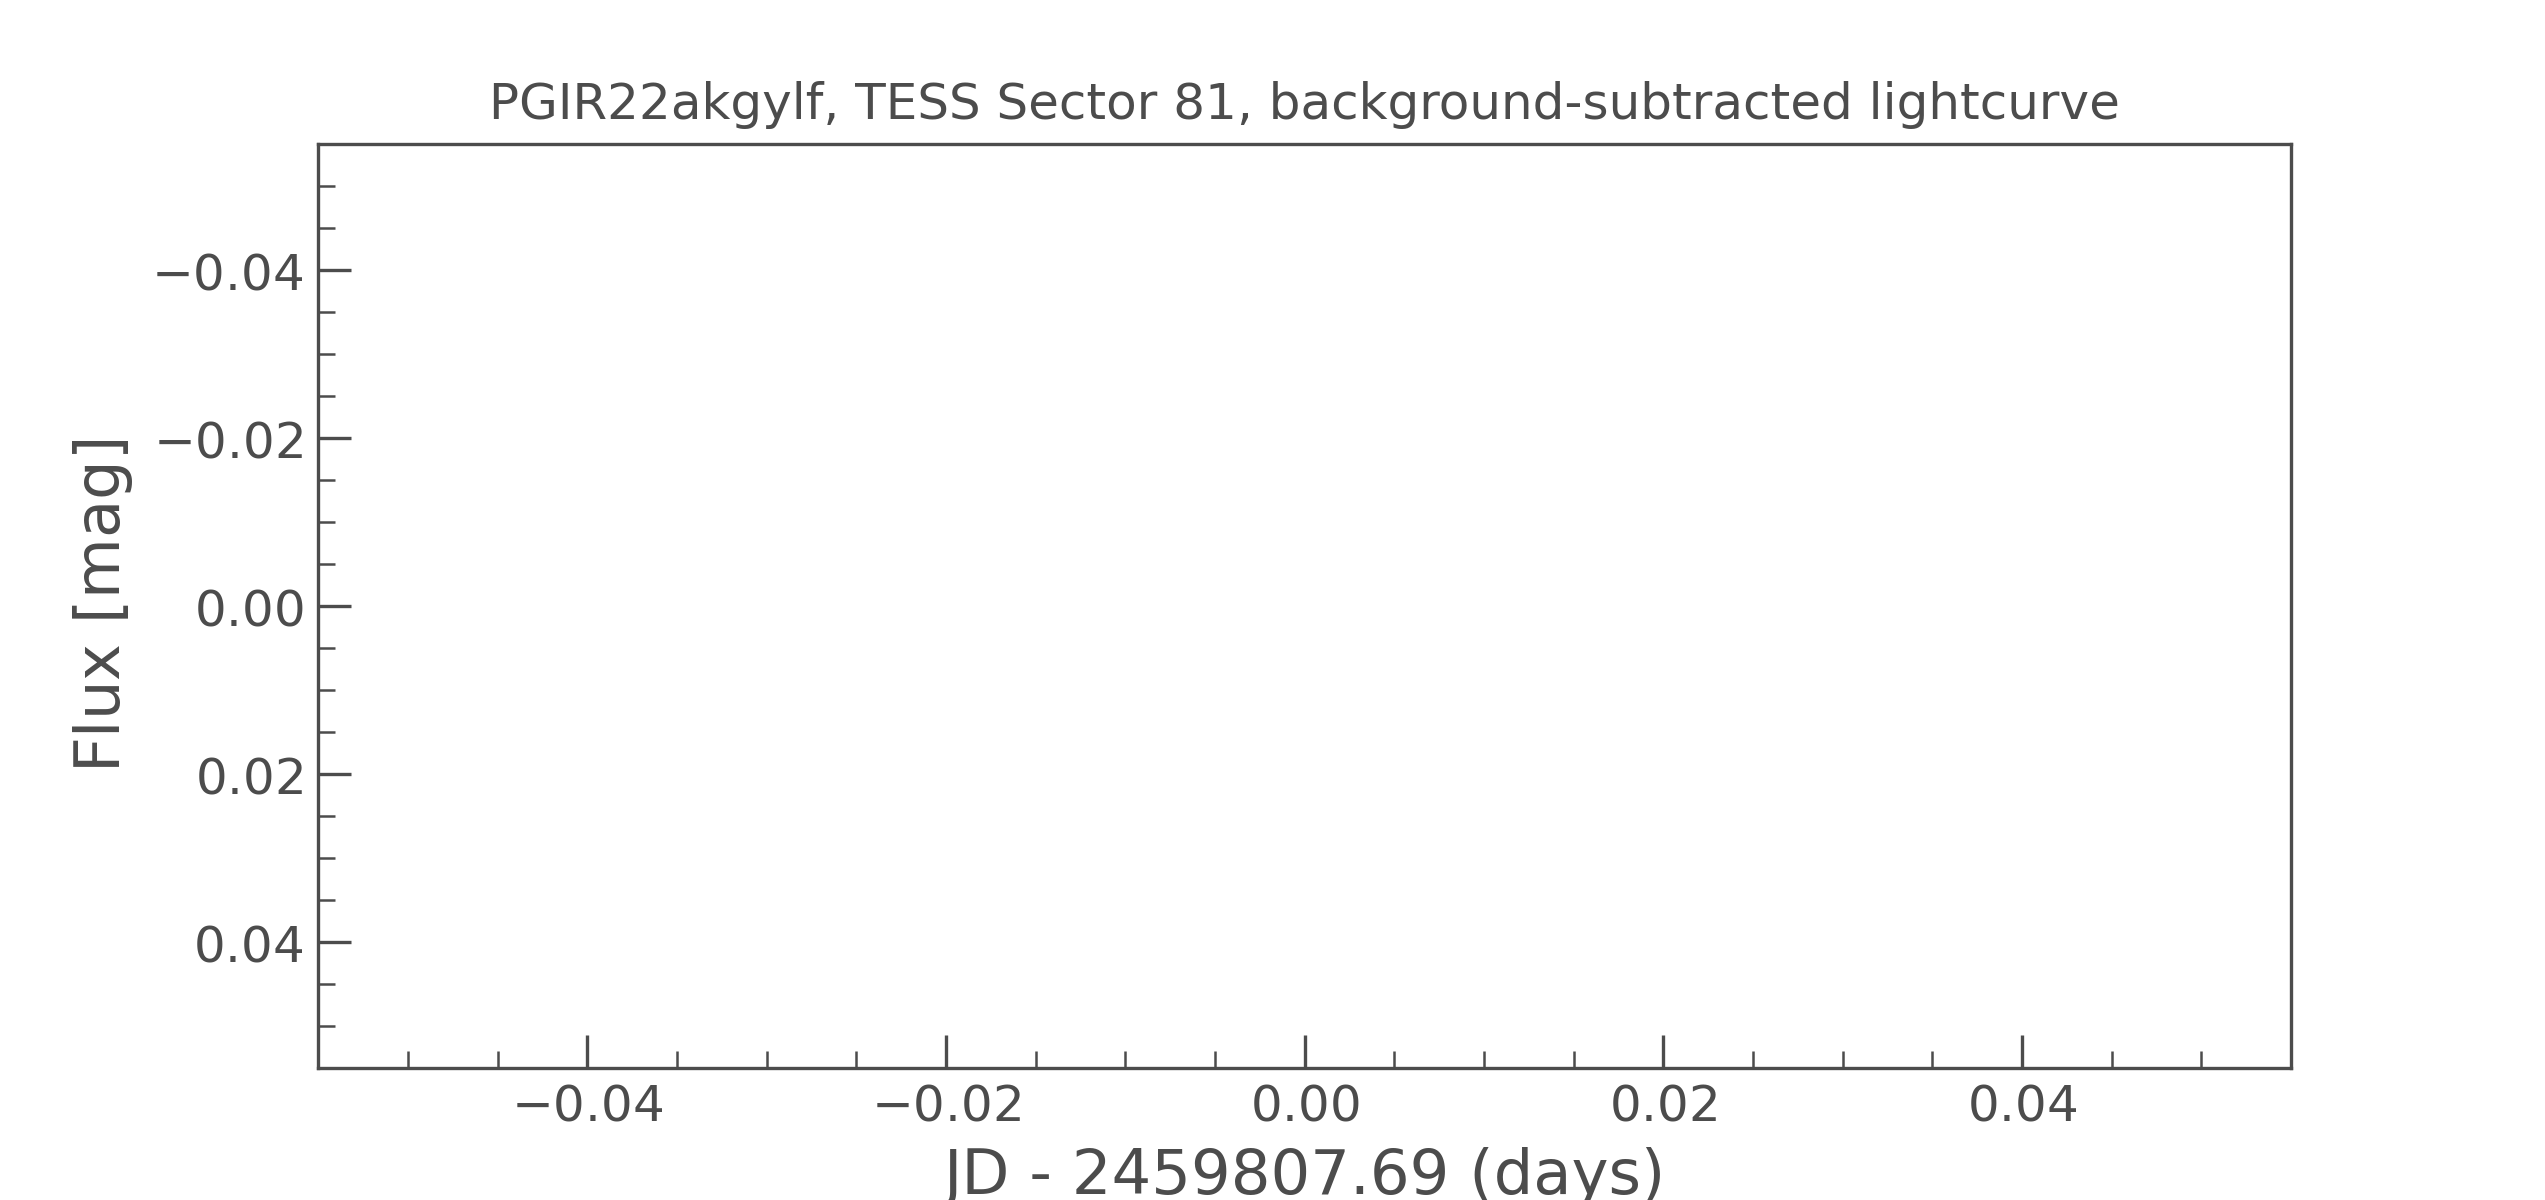 PGIR22akgylf, TESS Sector 81, background-subtracted lightcurve
Flux [mag]
−0.04
−0.02
0.00
0.02
0.04
−0.04 −0.02 0.00 0.02 0.04
JD - 2459807.69 (days)